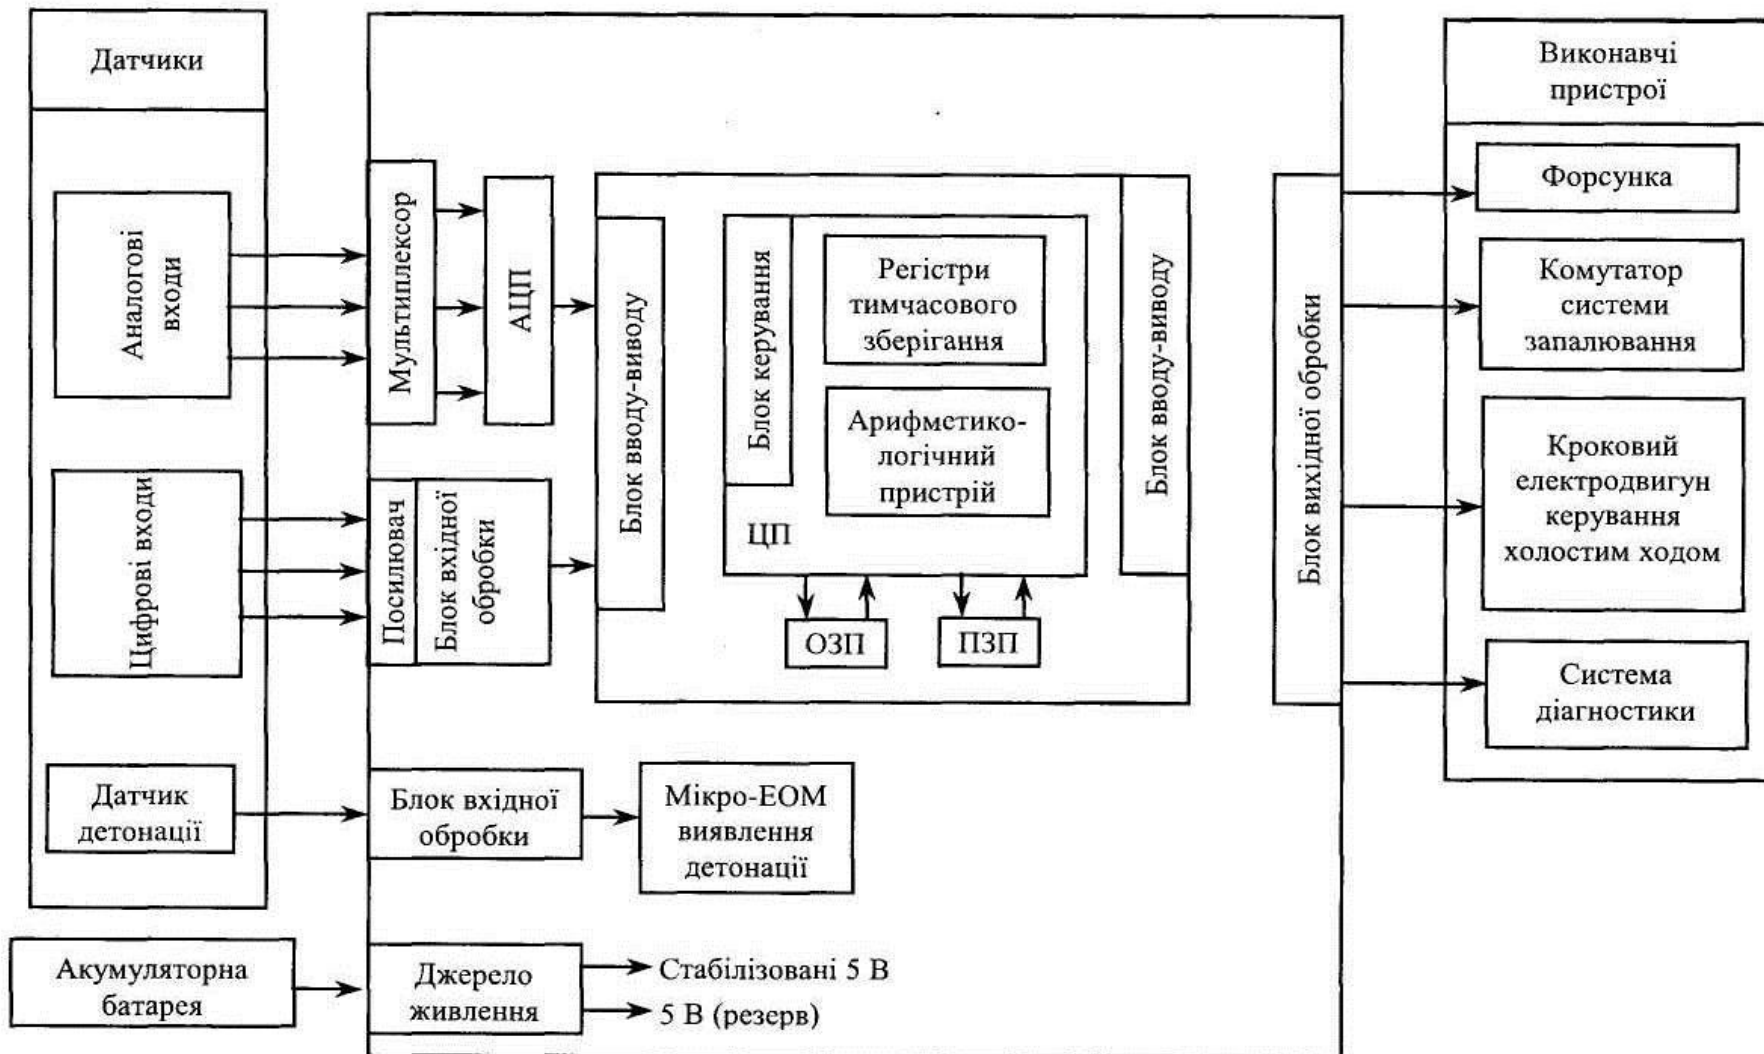 Датчики
Аналогові
входи
Цифрові входи
Датчик
детонації
Акумуляторна
батарея
Мультиплексор
АЦП
Посилювач
Блок вхідної
обробки
Блок вхідної
обробки
Мікро-ЕОМ
виявлення
детонації
Джерело
живлення
Стабілізовані 5 В
5 В (резерв)
Блок вводу-виводу
Блок керування
Регістри
тимчасового
зберігання
Арифметико-
логічний
пристрій
ЦП
ОЗП
ПЗП
Блок вводу-виводу
Блок вихідної обробки
Виконавчі
пристрої
Форсунка
Комутатор
системи
запалювання
Кроковий
електродвигун
керування
холостим ходом
Система
діагностики